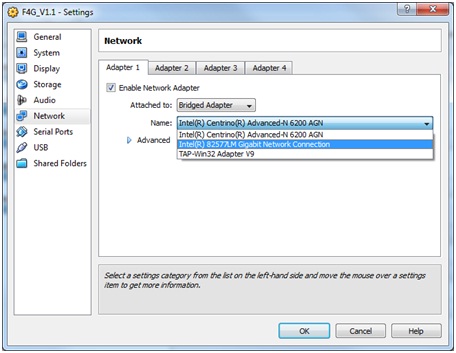 F4G_V1.1 - Settings
General
System
Display
Storage
Audio
Network
Serial Ports
USB
Shared Folders
Network
Adapter 1 Adapter 2 Adapter 3 Adapter 4
Enable Network Adapter
Attached to: Bridged Adapter
Name: Intel(R) Centrino(R) Advanced-N 6200 AGN
Intel(R) Centrino(R) Advanced-N 6200 AGN
Advanced Intel(R) 82577LM Gigabit Network Connection
TAP-Win32 Adapter V9
Select a settings category from the list on the left-hand side and move the mouse over a settings
item to get more information.
OK Cancel Help